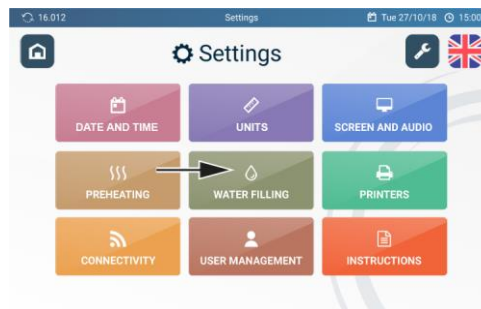 16.012 Settings Tue 27/10/18 15:00
Settings
DATE AND TIME UNITS SCREEN AND AUDIO
PREHEATING WATER FILLING PRINTERS
CONNECTIVITY USER MANAGEMENT INSTRUCTIONS